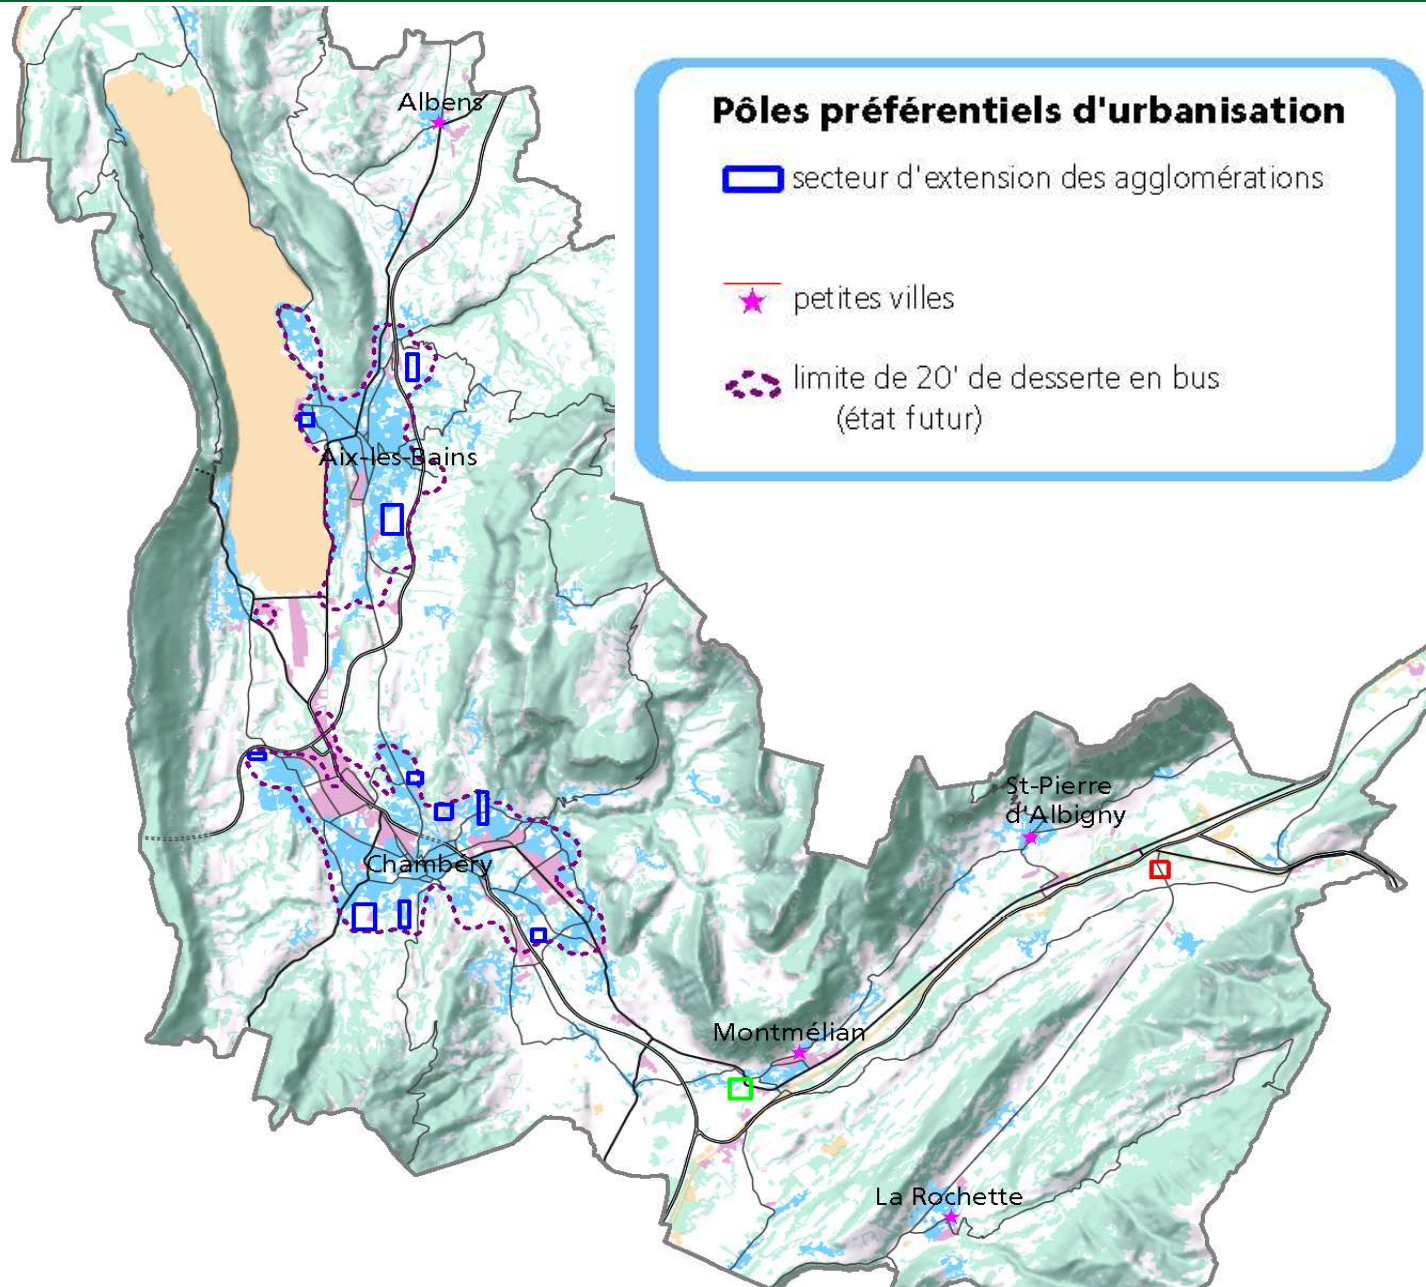 Albens
Pôles préférentiels d'urbanisation
secteur d'extension des agglomérations
petites villes
limite de 20' de desserte en bus
(état futur)
Aix-les-Bains
St-Pierre
d'Albigny
Chambéry
Montmélian
La Rochette